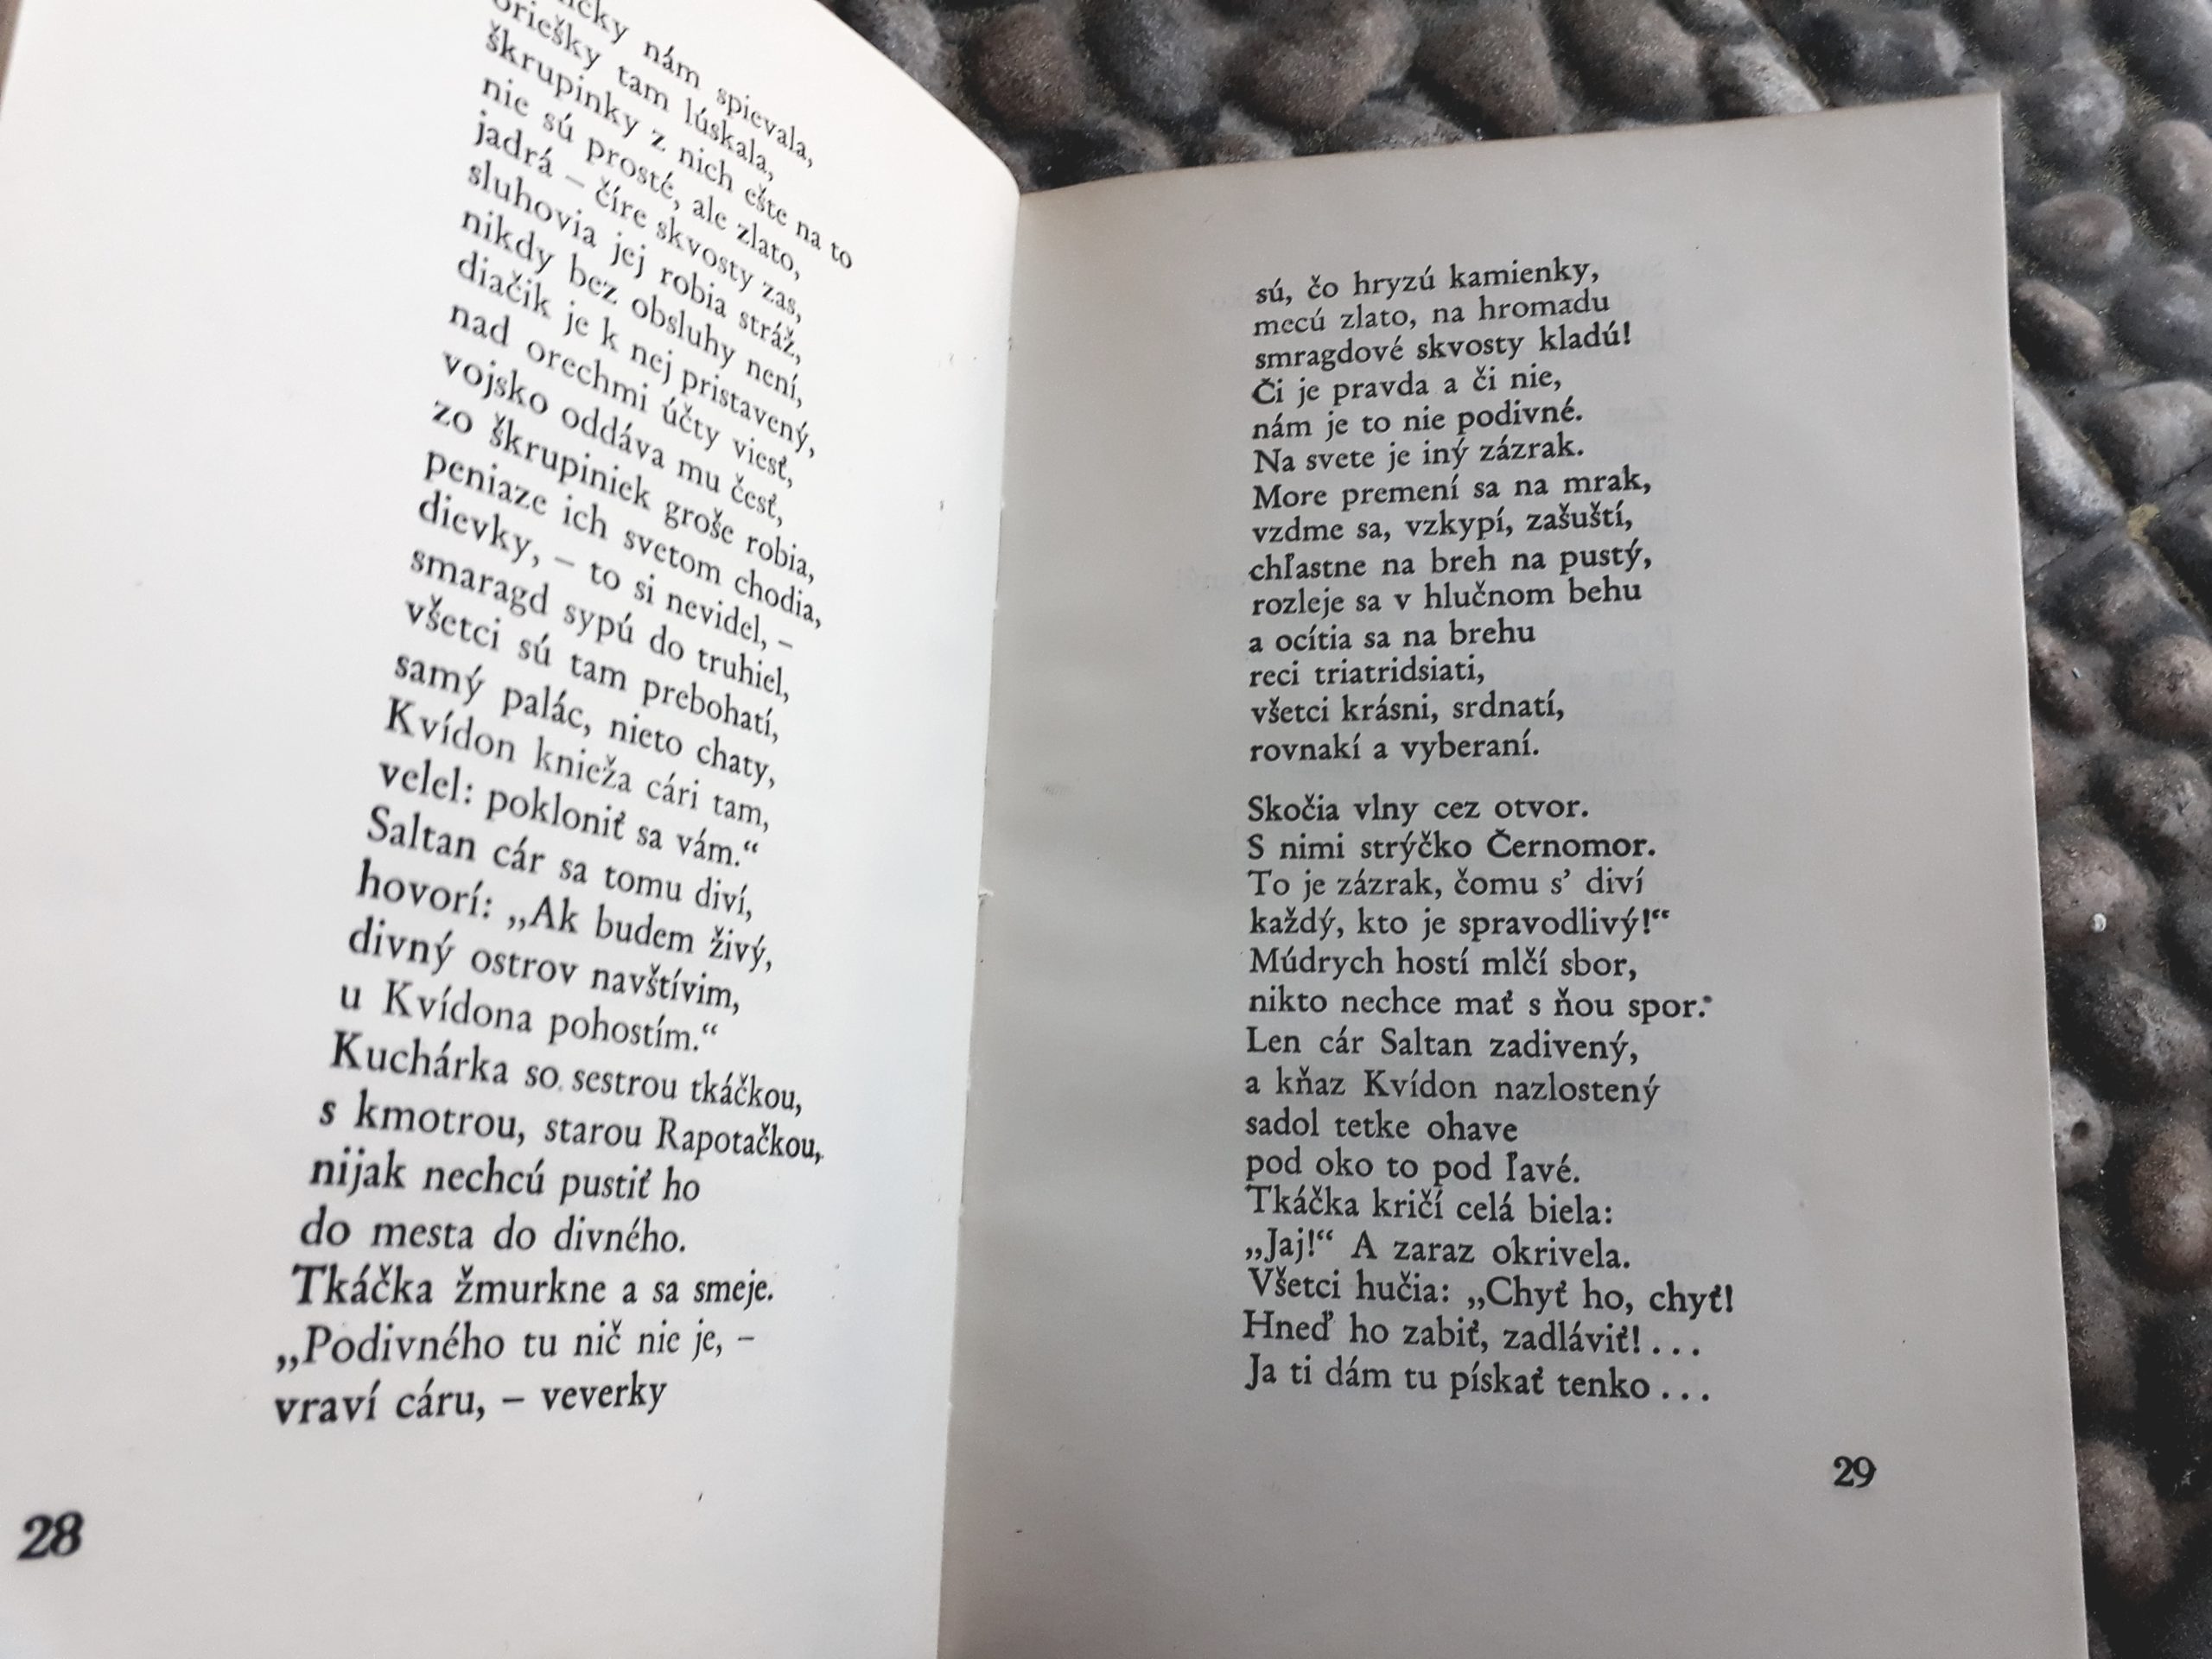 nám spievala,
oriešky tam lúskala,
škrupinky z nich ešte na to
nie sú prosté, ale zlato,
jadrá – číre skvosty zas,
sluhovia jej robia stráž,
nikdy bez obsluhy není,
diačik je k nej pristavený,
nad orechmi účty viesť,
vojsko oddáva mu česť,
zo škrupiniek groše robia,
peniaze ich svetom chodia,
dievky, – to si nevidel, –
smaragd sypú do truhiel,
všetci sú tam prebohatí,
samý palác, nieto chaty,
Kvídon knieža cári tam,
velel: pokloniť sa vám.“
Saltan cár sa tomu diví,
hovorí: „Ak budem živý,
divný ostrov navštívim,
u Kvídona pohostím.“
Kuchárka so sestrou tkáčkou,
s kmotrou, starou Rapotačkou,
nijak nechcú pustiť ho
do mesta do divného.
Tkáčka žmurkne a sa smeje.
„Podivného tu nič nie je, –
vraví cáru, – veverky
28
sú, čo hryzú kamienky,
mecú zlato, na hromadu
smragdové skvosty kladú!
Či je pravda a či nie,
nám je to nie podivné.
Na svete je iný zázrak.
More premení sa na mrak,
vzdme sa, vzkypí, zašuští,
chľastne na breh na pustý,
rozleje sa v hlučnom behu
a ocítia sa na brehu
reci triatridsiati,
všetci krásni, srdnatí,
rovnakí a vyberaní.
Skočia vlny cez otvor.
S nimi strýčko Černomor.
To je zázrak, čomu s’ diví
každý, kto je spravodlivý!“
Múdrych hostí mlčí sbor,
nikto nechce mať s ňou spor.
Len cár Saltan zadivený,
a kňaz Kvídon nazlostený
sadol tetke ohave
pod oko to pod ľavé.
Tkáčka kričí celá biela:
„Jaj!“ A zaraz okrivela.
Všetci hučia: „Chyť ho, chyť!
Hneď ho zabiť, zadláviť!...
Ja ti dám tu pískať tenko...
29